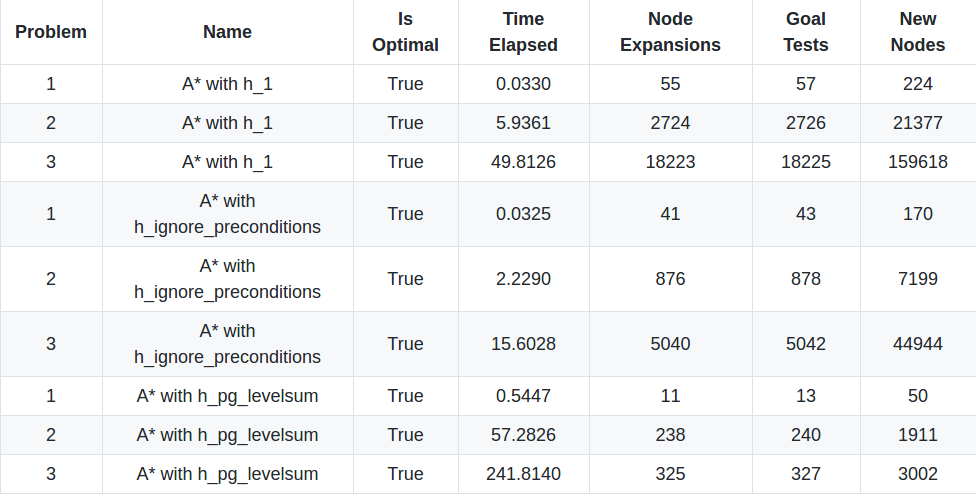 Problem Name Is Optimal Time Elapsed Node Expansions Goal Tests New Nodes
1 A* with h_1 True 0.0330 55 57 224
2 A* with h_1 True 5.9361 2724 2726 21377
3 A* with h_1 True 49.8126 18223 18225 159618
1 A* with h_ignore_preconditions True 0.0325 41 43 170
2 A* with h_ignore_preconditions True 2.2290 876 878 7199
3 A* with h_ignore_preconditions True 15.6028 5040 5042 44944
1 A* with h_pg_levelsum True 0.5447 11 13 50
2 A* with h_pg_levelsum True 57.2826 238 240 1911
3 A* with h_pg_levelsum True 241.8140 325 327 3002